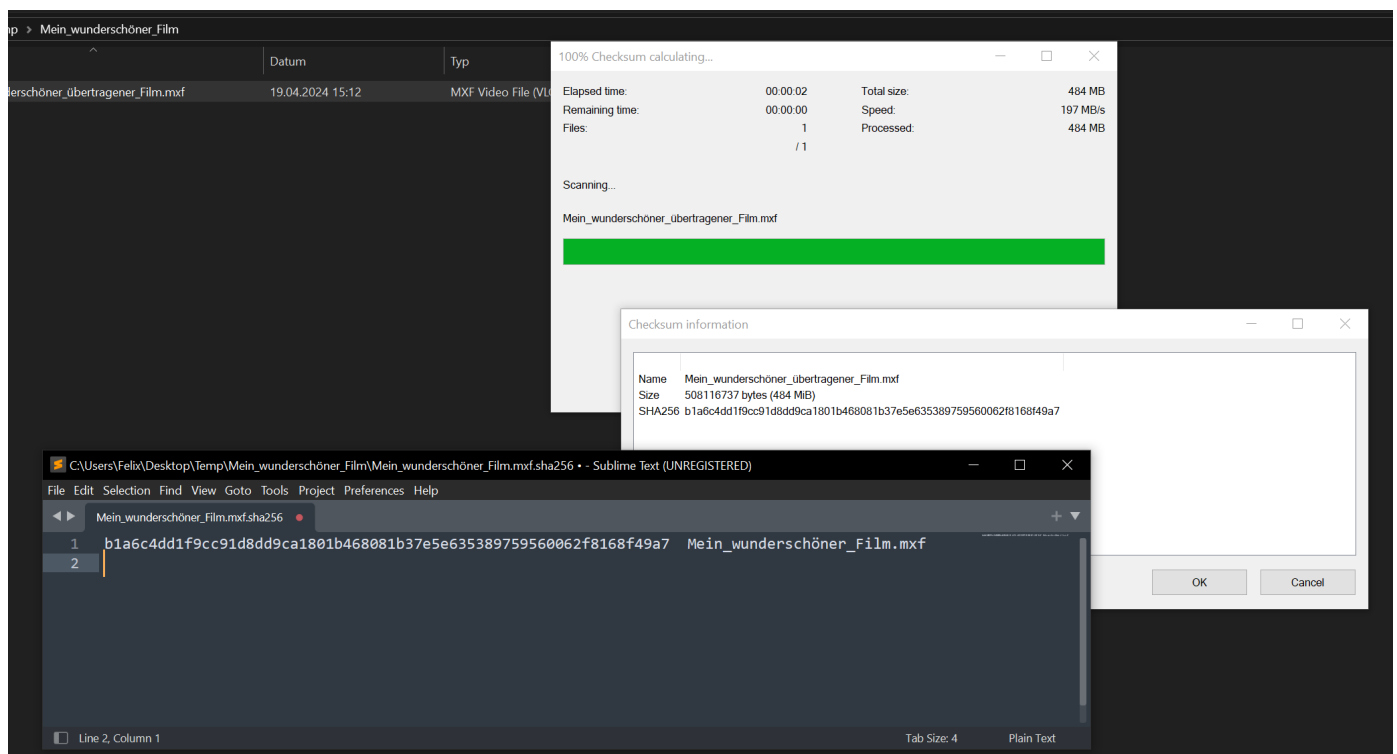 np > Mein_wunderschöner_Film
Datum Typ
derschöner_übertragener_Film.mxf 19.04.2024 15:12 MXF Video File (VL
100% Checksum calculating...
Elapsed time: 00:00:02 Total size: 484 MB
Remaining time: 00:00:00 Speed: 197 MB/s
Files: 1 Processed: 484 MB
/ 1
Scanning...
Mein_wunderschöner_übertragener_Film.mxf
Checksum information
Name Mein_wunderschöner_übertragener_Film.mxf
Size 508116737 bytes (484 MiB)
SHA256 b1a6c4dd1f9cc91d8dd9ca1801b468081b37e5e635389759560062f8168f49a7
OK Cancel
C:\Users\Felix\Desktop\Temp\Mein_wunderschöner_Film\Mein_wunderschöner_Film.mxf.sha256 • - Sublime Text (UNREGISTERED)
File Edit Selection Find View Goto Tools Project Preferences Help
Mein_wunderschöner_Film.mxf.sha256
1 b1a6c4dd1f9cc91d8dd9ca1801b468081b37e5e635389759560062f8168f49a7 Mein_wunderschöner_Film.mxf
2
Line 2, Column 1 Tab Size: 4 Plain Text